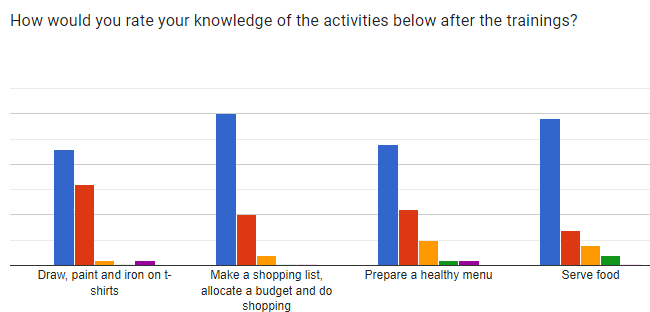 How would you rate your knowledge of the activities below after the trainings?
Draw, paint and iron on t-
shirts
Make a shopping list,
allocate a budget and do
shopping
Prepare a healthy menu
Serve food